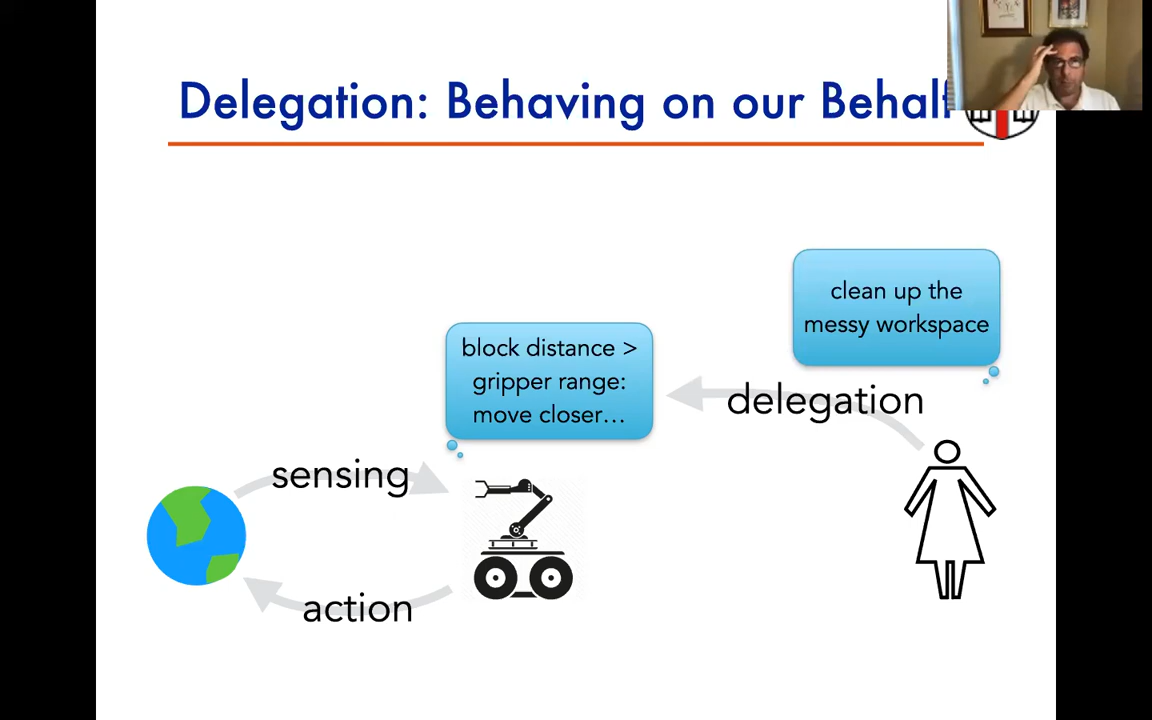 Delegation: Behaving on our Behalf
clean up the
messy workspace
block distance >
gripper range:
move closer...
delegation
sensing
action